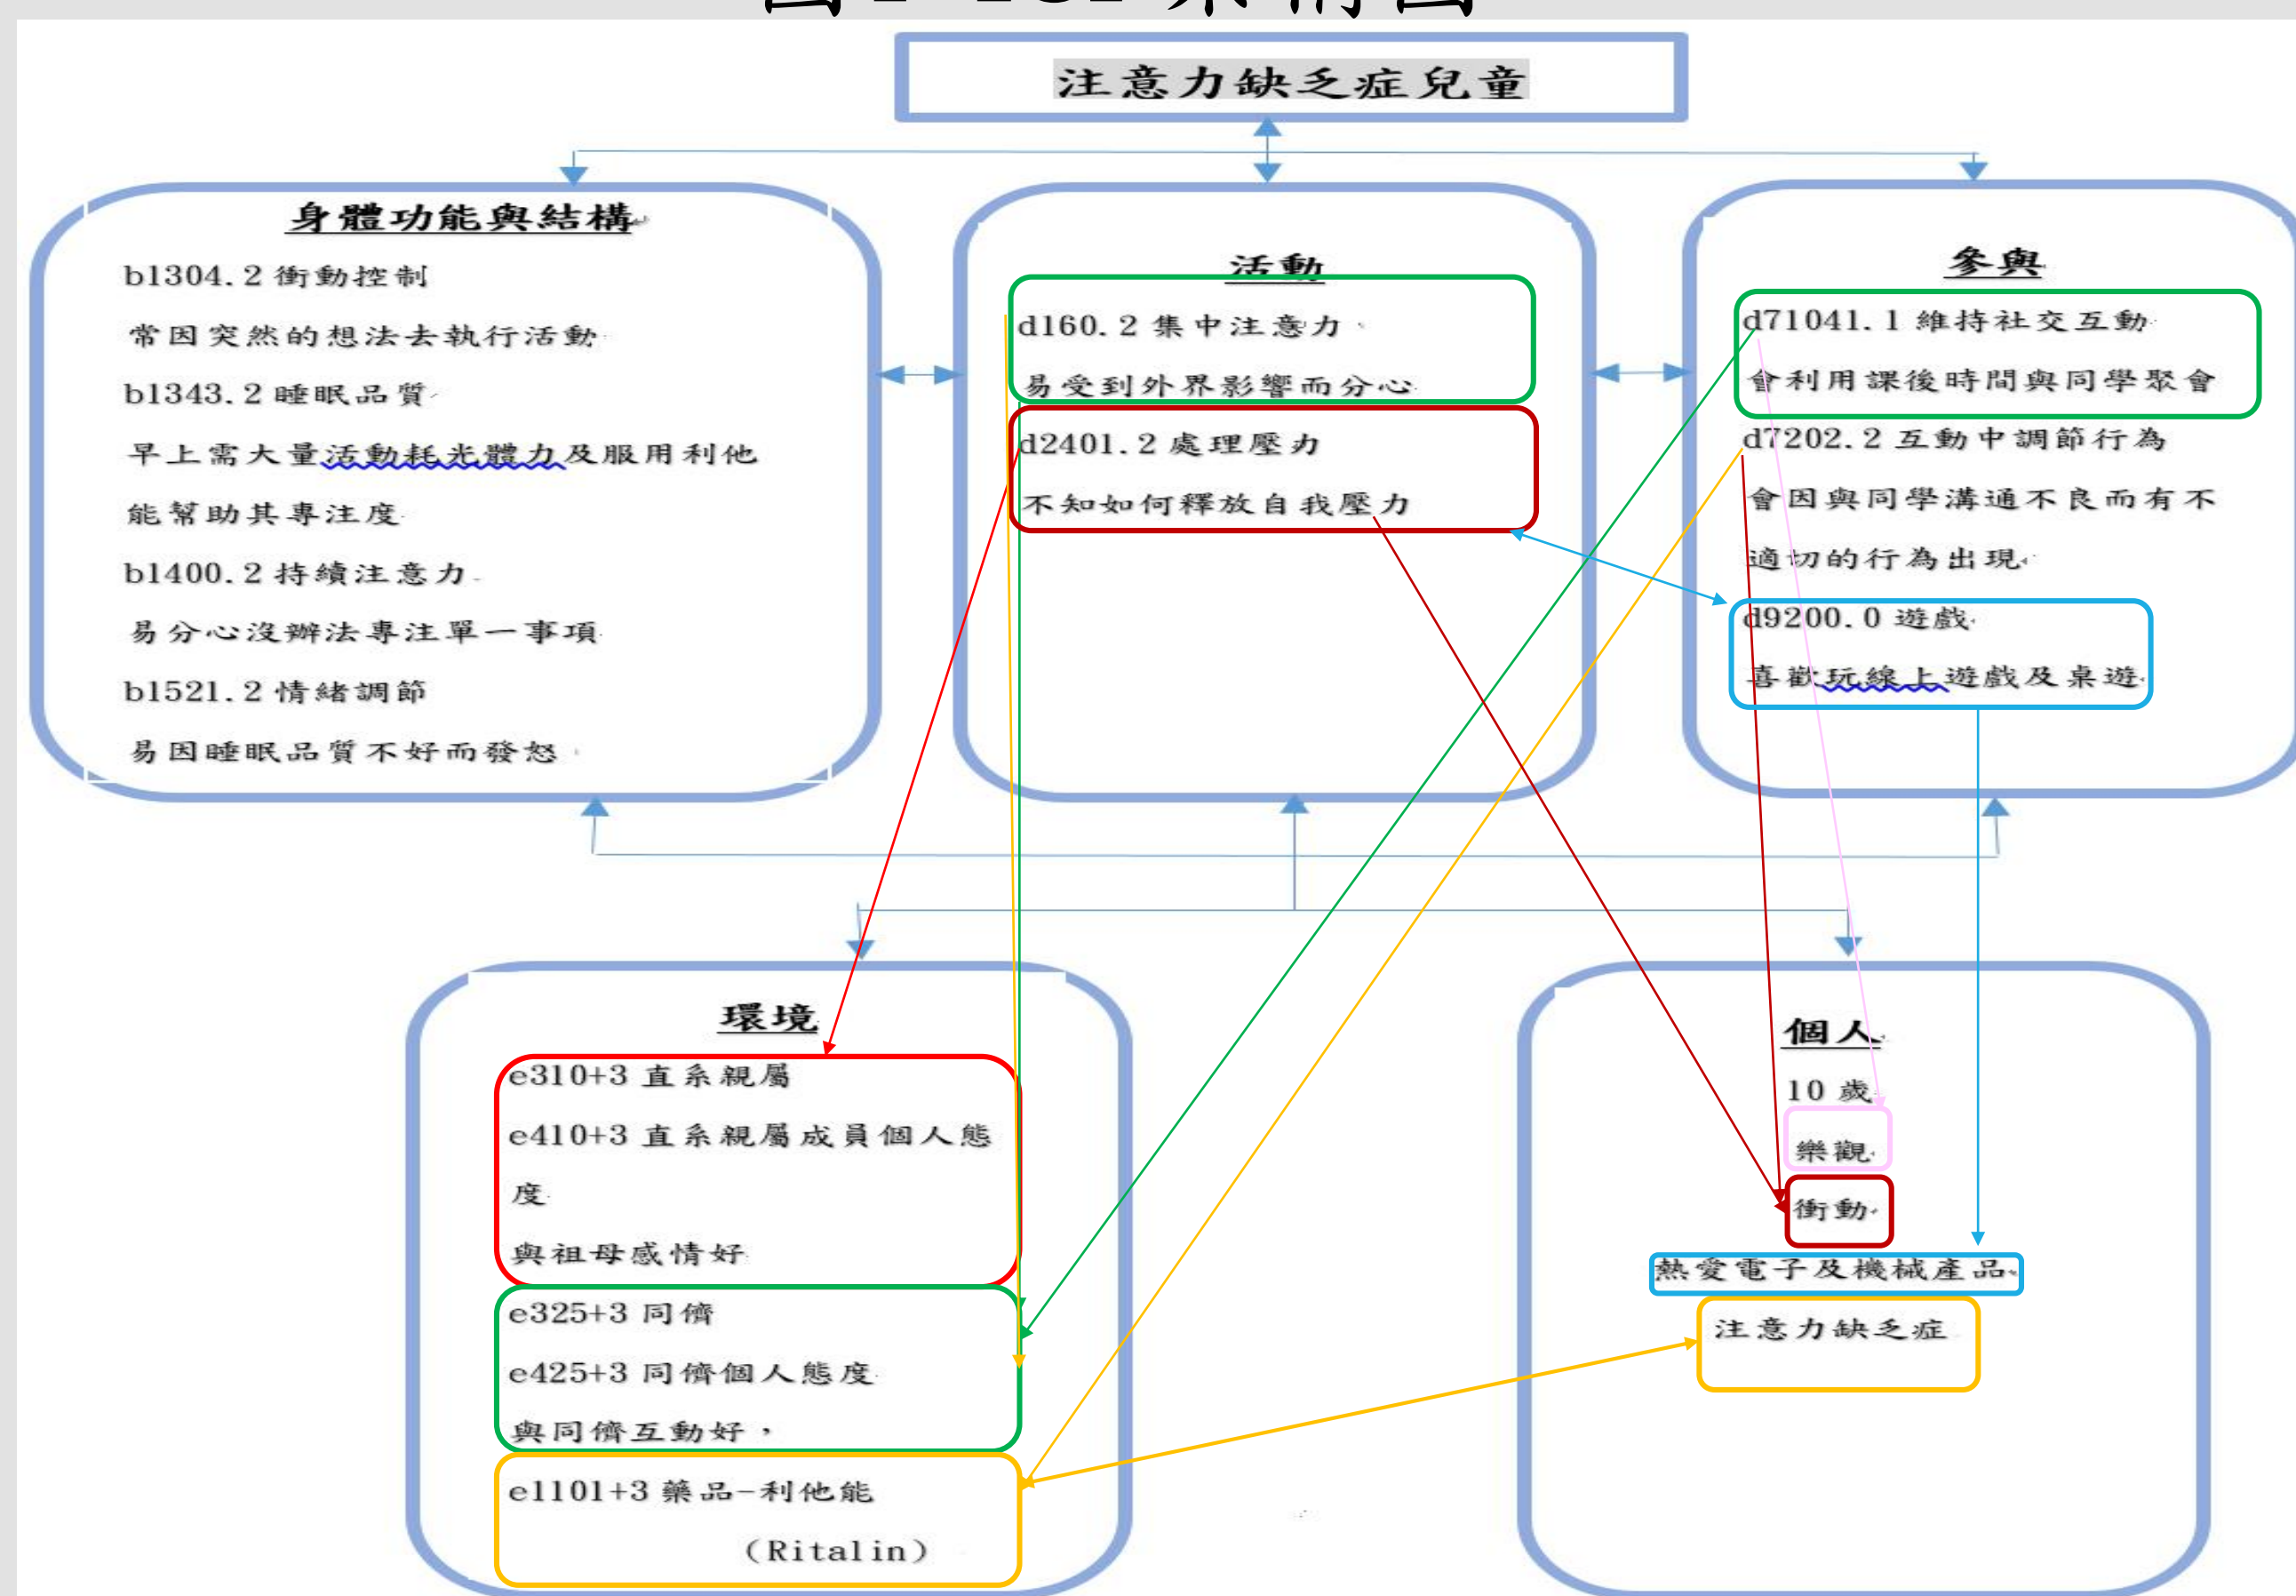 注意力缺乏症兒童
身體功能與結構
b1304.2 衝動控制
常因突然的想法去執行活動
b1343.2 睡眠品質
早上需大量活動耗光體力及服用利他
能幫助其專注度
b1400.2 持續注意力
易分心沒辦法專注單一事項
b1521.2 情緒調節
易因睡眠品質不好而發怒
活動
d160.2 集中注意力
易受到外界影響而分心
d2401.2 處理壓力
不知如何釋放自我壓力
參與
d71041.1 維持社交互動
會利用課後時間與同學聚會
d7202.2 互動中調節行為
會因與同學溝通不良而有不
適切的行為出現
d9200.0 遊戲
喜歡玩線上遊戲及桌遊
環境
e310+3 直系親屬
e410+3 直系親屬成員個人態
度
與祖母感情好
e325+3 同儕
e425+3 同儕個人態度
與同儕互動好，
e1101+3 藥品-利他能
（Ritalin）
個人
10 歲
樂觀
衝動
熱愛電子及機械產品
注意力缺乏症